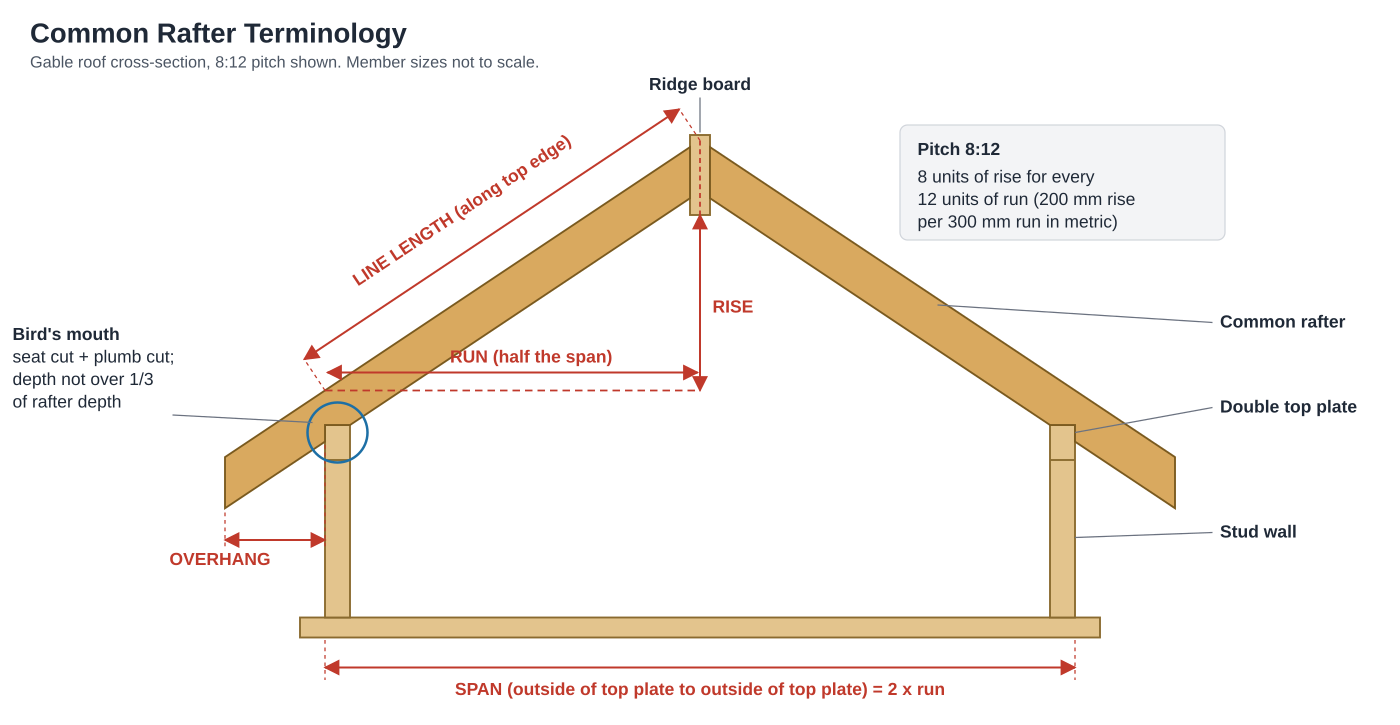 Common Rafter Terminology
Gable roof cross-section, 8:12 pitch shown. Member sizes not to scale.
Ridge board
LINE LENGTH (along top edge)
Pitch 8:12
8 units of rise for every
12 units of run (200 mm rise
per 300 mm run in metric)
RISE
Common rafter
Bird's mouth
seat cut + plumb cut;
depth not over 1/3
of rafter depth
RUN (half the span)
Double top plate
Stud wall
OVERHANG
SPAN (outside of top plate to outside of top plate) = 2 x run